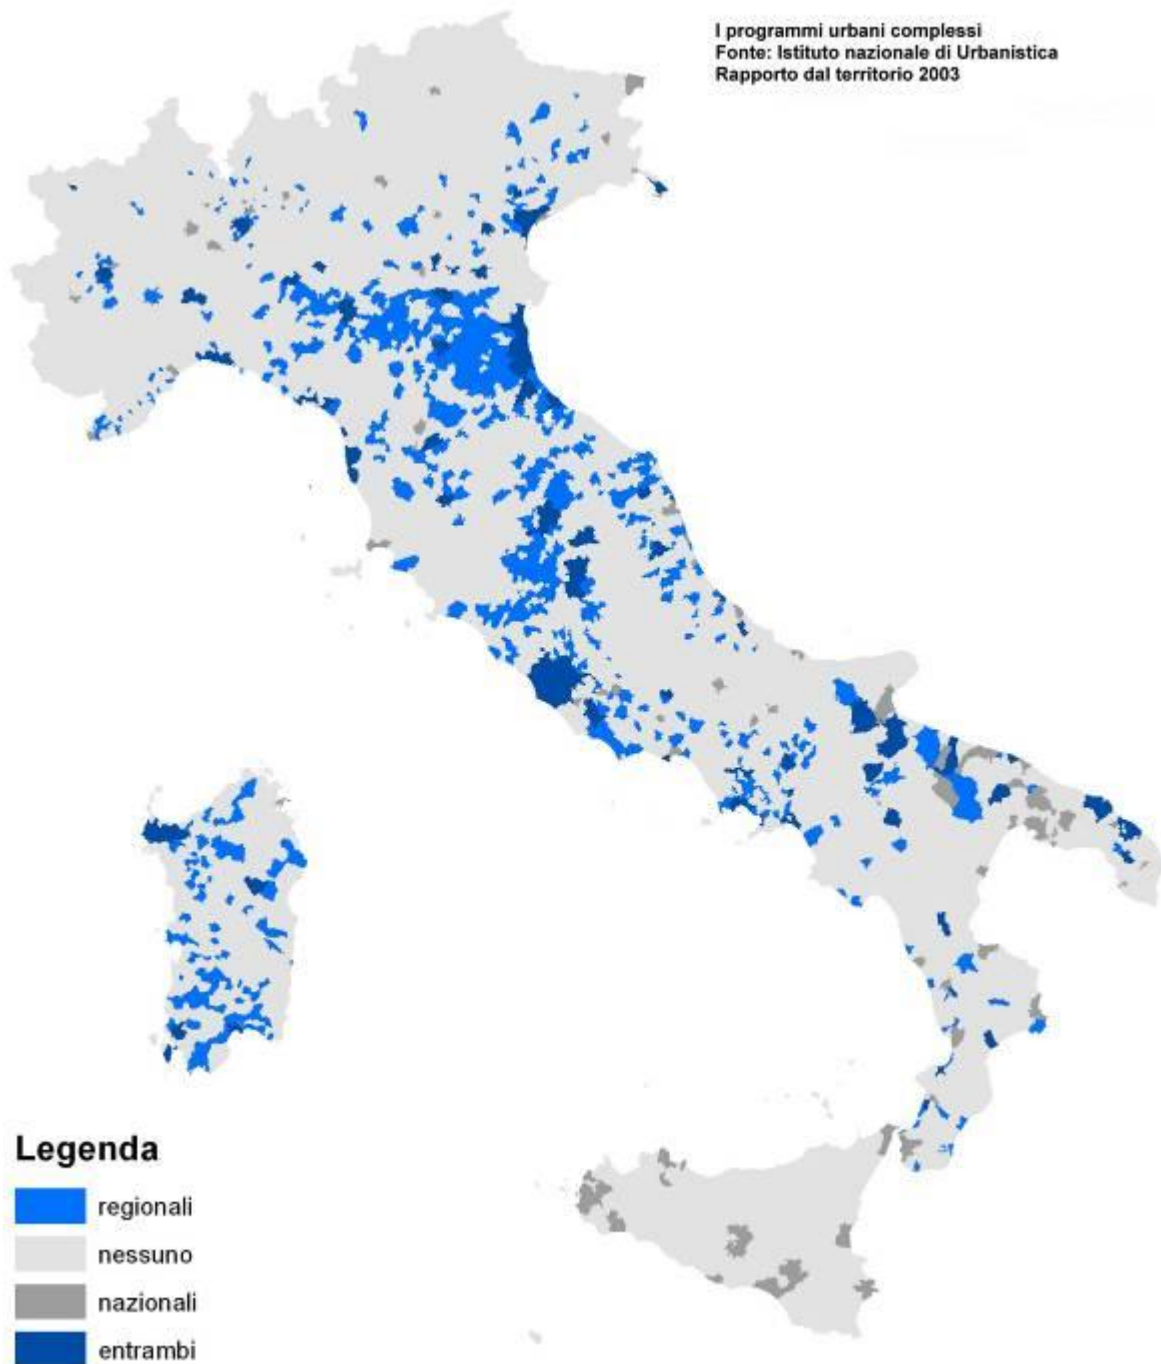 I programmi urbani complessi
Fonte: Istituto nazionale di Urbanistica
Rapporto dal territorio 2003
Legenda
regionali
nessuno
nazionali
entrambi